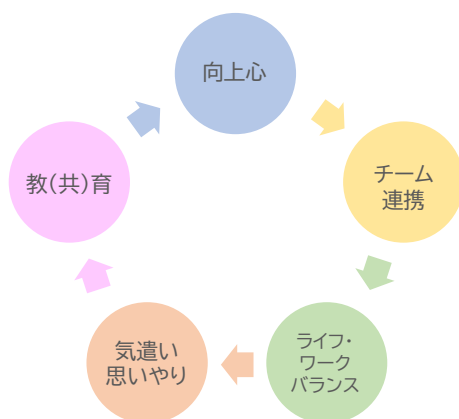 向上心
チーム
連携
ライフ・
ワーク
バランス
気遣い
思いやり
教(共)育